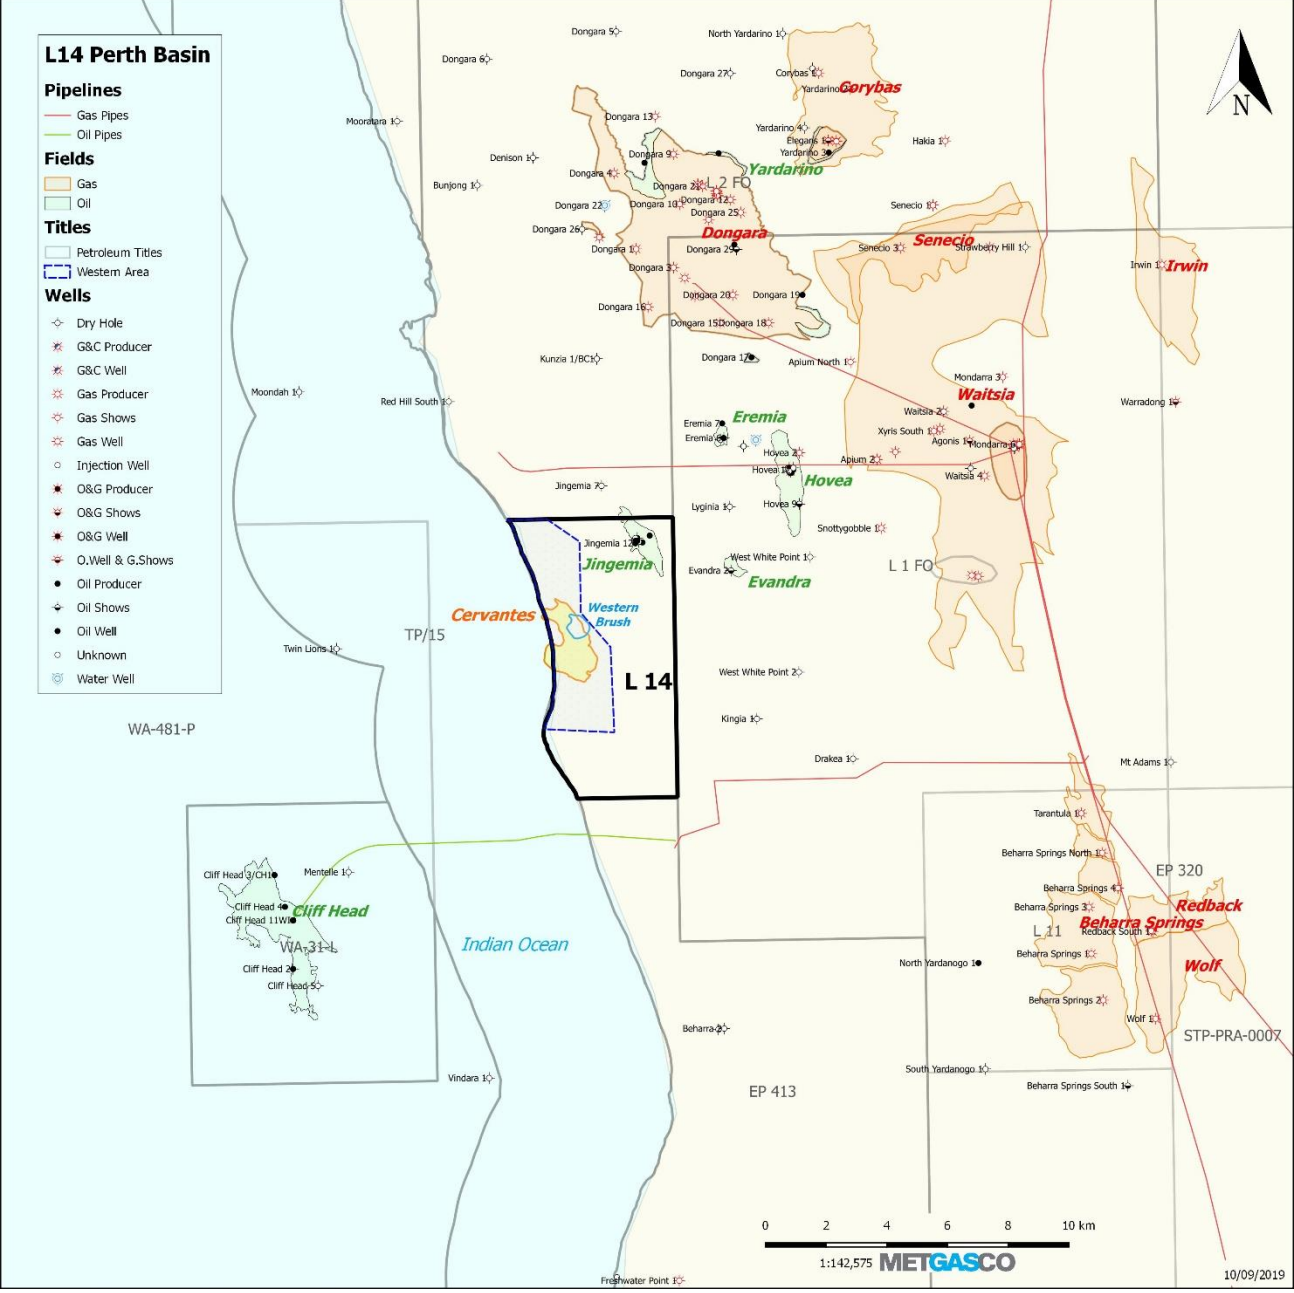 L14 Perth Basin
Pipelines
Gas Pipes
Oil Pipes
Fields
Gas
Oil
Titles
Petroleum Titles
Western Area
Wells
Dry Hole
G&C Producer
G&C Well
Gas Producer
Gas Shows
Gas Well
Injection Well
O&G Producer
O&G Shows
O&G Well
O.Well & G.Shows
Oil Producer
Oil Shows
Oil Well
Unknown
Water Well
N
Dongara 5
North Yardarino 1
Dongara 6
Dongara 27
Corybas 1
Corybas
Mooratara 1
Dongara 13
Yardarino 4
Elegans 1
Hakia 1
Denison 1
Dongara 9
Yardarino 3
Yardarino
Dongara 4
Bunjong 1
Dongara 21
L 2 FO
Dongara 22
Dongara 10
Dongara 12
Dongara 25
Senecio 1
Dongara 26
Dongara
Senecio
Dongara 1
Dongara 29
Senecio 3
Strawberry Hill 1
Dongara 3
Irwin 1
Irwin
Dongara 20
Dongara 19
Dongara 16
Dongara 15
Dongara 18
Kunzia 1/BC1
Dongara 17
Apium North 1
Mondarra 3
Moondah 1
Red Hill South 1
Waitsia
Warradong 1
Waitsia 2
Eremia
Eremia 7
Xyris South 1
Eremia
Agonis 1
Mondarra
Hovea 2
Apium 2
Hovea 1
Waitsia 4
Hovea
Jingemia 7
Hovea 9
Lyginia 1
Snottygobble 1
Jingemia 12
West White Point 1
Jingemia
Evandra 2
L 1 FO
Evandra
Cervantes
Western
Brush
TP/15
Twin Lions 1
L 14
West White Point 2
WA-481-P
Kingia 1
Drakea 1
Mt Adams 1
Tarantula 1
Beharra Springs North 1
Cliff Head 3/CH1
Mentelle 1
EP 320
Beharra Springs 4
Cliff Head 4
Cliff Head
Beharra Springs 3
Redback
Cliff Head 11WI
Beharra Springs
L 11
Redback South 1
WA-31-L
Indian Ocean
Beharra Springs 1
Cliff Head 2
North Yardanogo 1
Wolf
Cliff Head 5
Beharra Springs 2
Wolf 1
Beharra 2
STP-PRA-0007
South Yardanogo 1
Vindara 1
Beharra Springs South 1
EP 413
0 2 4 6 8 10 km
1:142,575 METGASCO
Freshwater Point 1
10/09/2019